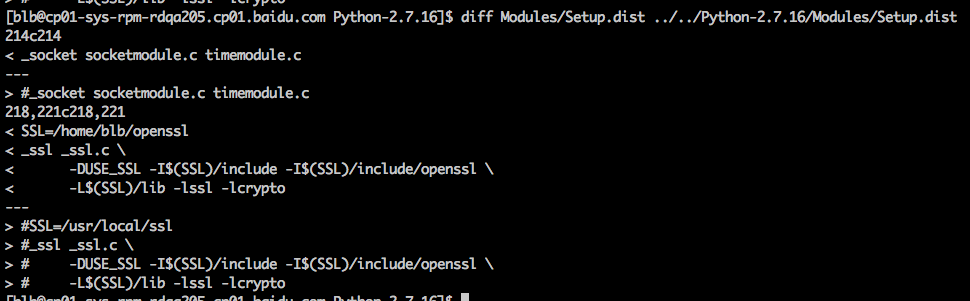 [blb@cp01-sys-rpm-rdqa205.cp01.baidu.com Python-2.7.16]$ diff Modules/Setup.dist ../../Python-2.7.16/Modules/Setup.dist
214c214
< _socket socketmodule.c timemodule.c
---
> #_socket socketmodule.c timemodule.c
218,221c218,221
< SSL=/home/blb/openssl
< _ssl _ssl.c \
<      -DUSE_SSL -I$(SSL)/include -I$(SSL)/include/openssl \
<      -L$(SSL)/lib -lssl -lcrypto
---
> #SSL=/usr/local/ssl
> #_ssl _ssl.c \
> #     -DUSE_SSL -I$(SSL)/include -I$(SSL)/include/openssl \
> #     -L$(SSL)/lib -lssl -lcrypto
[blb@cp01-sys-rpm-rdqa205.cp01.baidu.com Python-2.7.16]$